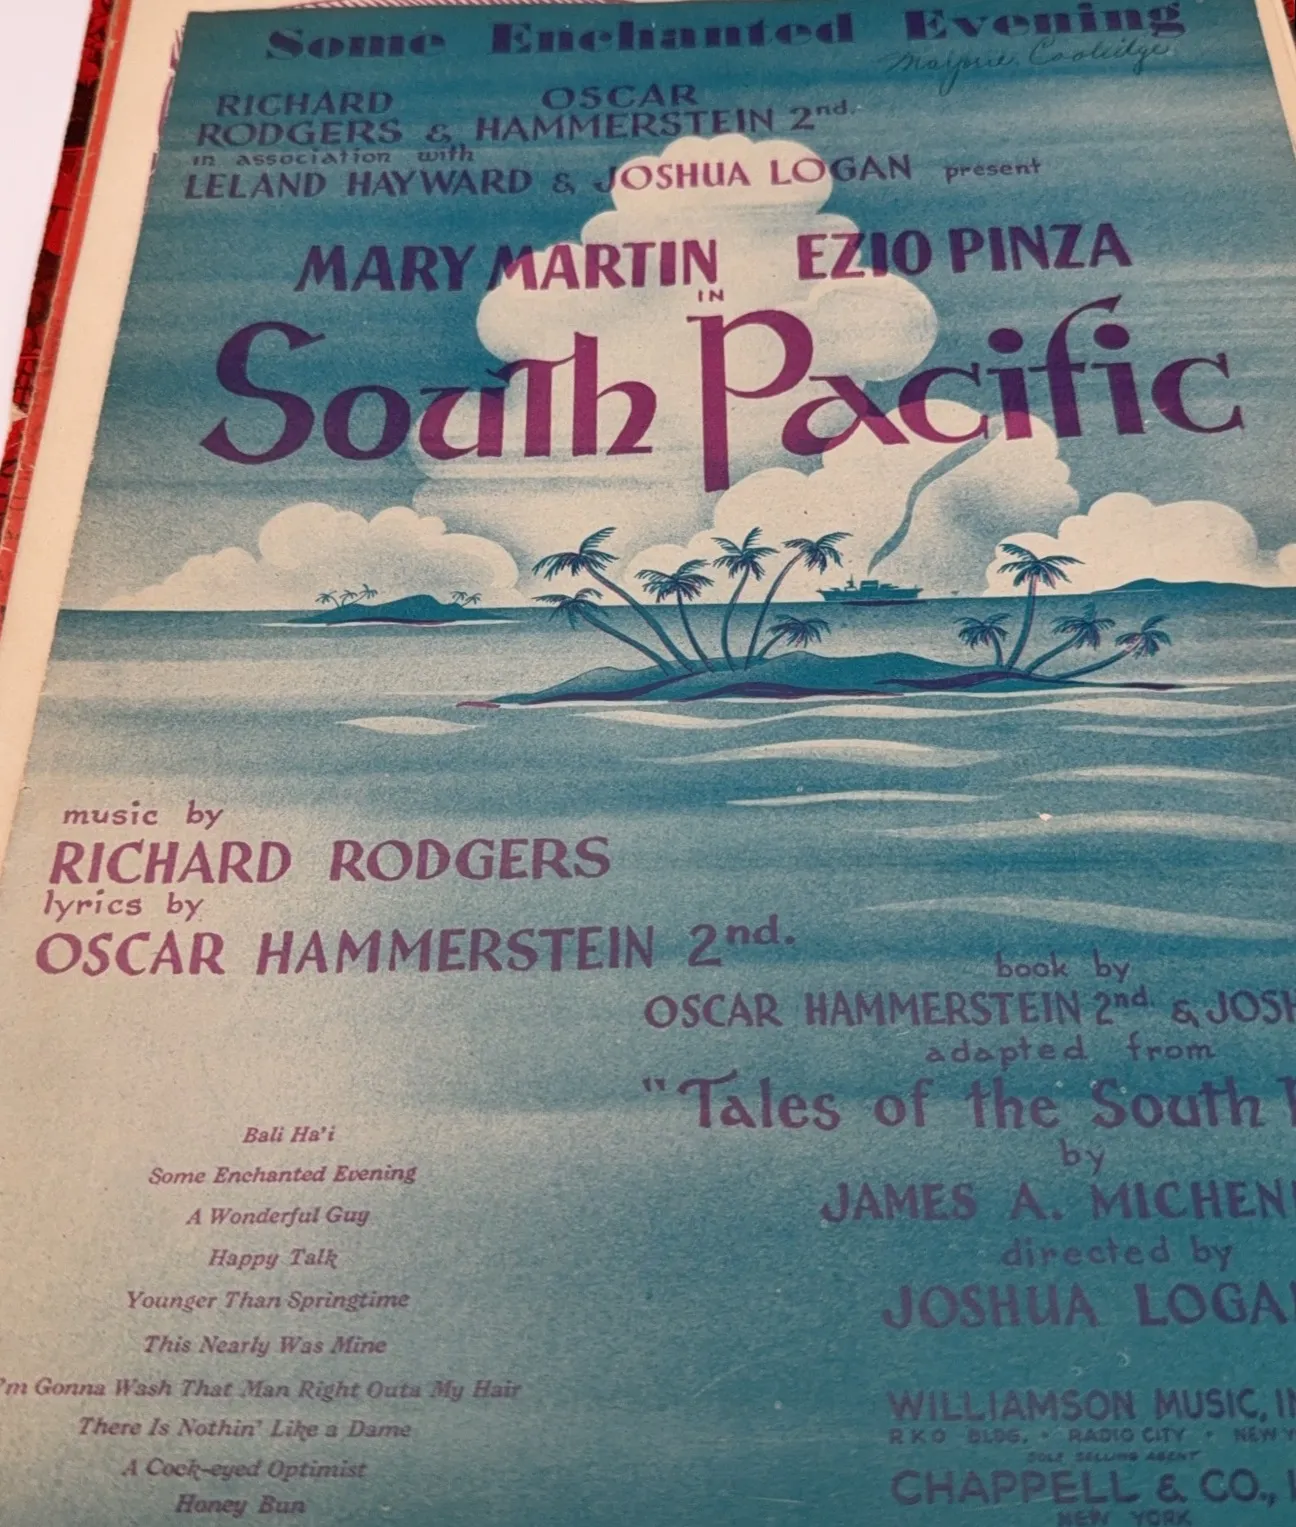 Some Enchanted Evening
Marjorie Coolidge
RICHARD OSCAR
RODGERS & HAMMERSTEIN 2nd.
in association with
LELAND HAYWARD & JOSHUA LOGAN present
MARY MARTIN EZIO PINZA
IN
South Pacific
music by
RICHARD RODGERS
lyrics by
OSCAR HAMMERSTEIN 2nd.
book by
OSCAR HAMMERSTEIN 2nd. & JOSH
adapted from
"Tales of the South P
by
JAMES A. MICHEN
directed by
JOSHUA LOGAN
Bali Ha'i
Some Enchanted Evening
A Wonderful Guy
Happy Talk
Younger Than Springtime
This Nearly Was Mine
'm Gonna Wash That Man Right Outa My Hair
There Is Nothin' Like a Dame
A Cock-eyed Optimist
Honey Bun
WILLIAMSON MUSIC, IN
RKO BLDG. • RADIO CITY • NEW Y
SOLE SELLING AGENT
CHAPPELL & CO., I
NEW YORK